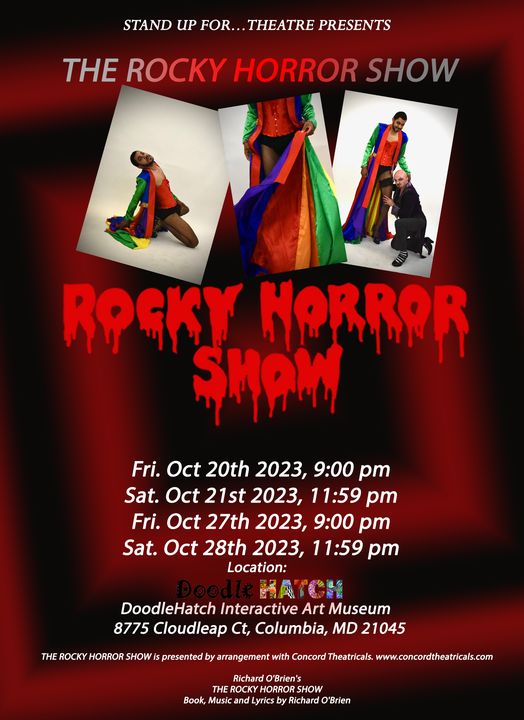 STAND UP FOR...THEATRE PRESENTS
THE ROCKY HORROR SHOW
ROCKY HORROR
SHOW
Fri. Oct 20th 2023, 9:00 pm
Sat. Oct 21st 2023, 11:59 pm
Fri. Oct 27th 2023, 9:00 pm
Sat. Oct 28th 2023, 11:59 pm
Location:
Doodle HATCH
DoodleHatch Interactive Art Museum
8775 Cloudleap Ct, Columbia, MD 21045
THE ROCKY HORROR SHOW is presented by arrangement with Concord Theatricals. www.concordtheatricals.com
Richard O'Brien's
THE ROCKY HORROR SHOW
Book, Music and Lyrics by Richard O'Brien